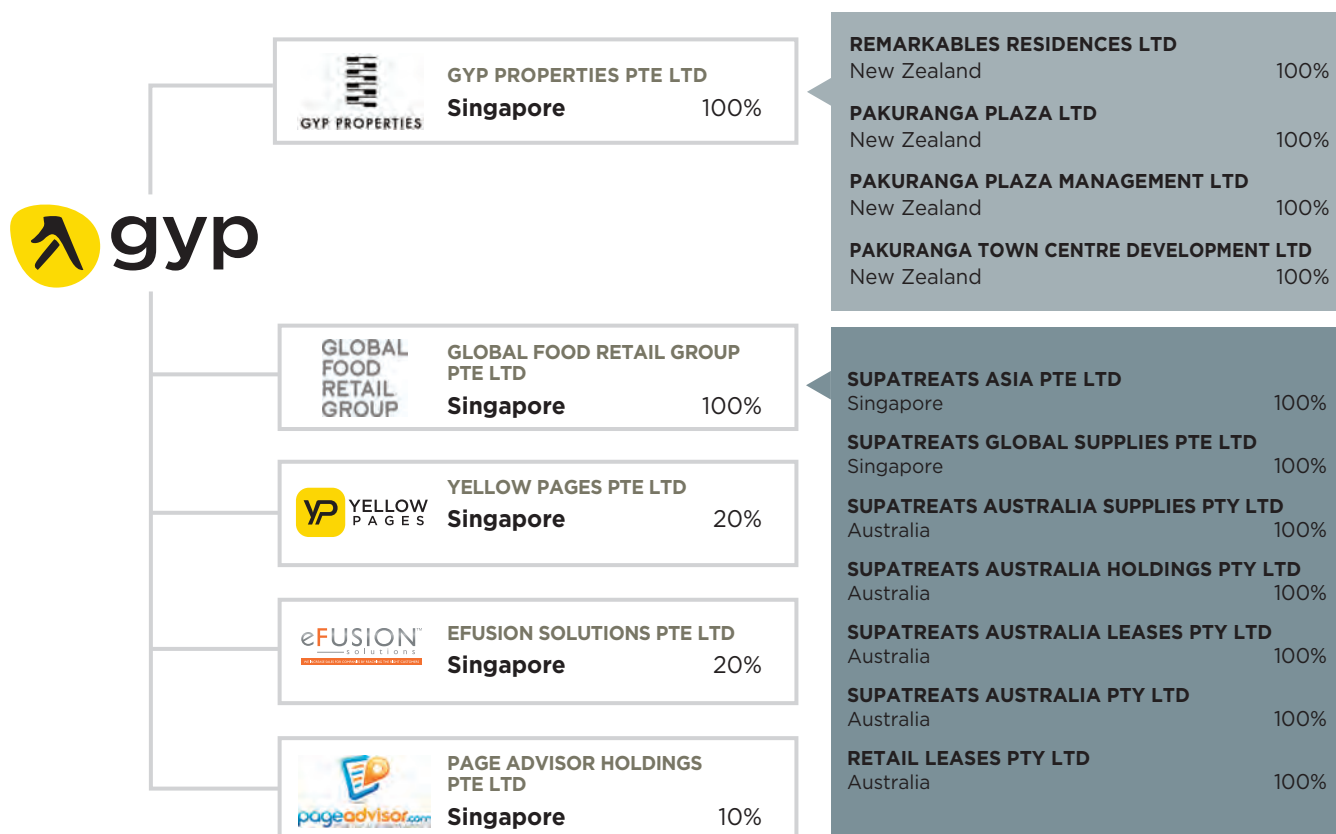 gyp
GYP PROPERTIES
GYP PROPERTIES PTE LTD
Singapore 100%
REMARKABLES RESIDENCES LTD
New Zealand 100%
PAKURANGA PLAZA LTD
New Zealand 100%
PAKURANGA PLAZA MANAGEMENT LTD
New Zealand 100%
PAKURANGA TOWN CENTRE DEVELOPMENT LTD
New Zealand 100%
GLOBAL
FOOD
RETAIL
GROUP
GLOBAL FOOD RETAIL GROUP
PTE LTD
Singapore 100%
SUPATREATS ASIA PTE LTD
Singapore 100%
SUPATREATS GLOBAL SUPPLIES PTE LTD
Singapore 100%
SUPATREATS AUSTRALIA SUPPLIES PTY LTD
Australia 100%
SUPATREATS AUSTRALIA HOLDINGS PTY LTD
Australia 100%
SUPATREATS AUSTRALIA LEASES PTY LTD
Australia 100%
SUPATREATS AUSTRALIA PTY LTD
Australia 100%
RETAIL LEASES PTY LTD
Australia 100%
YP YELLOW
PAGES
YELLOW PAGES PTE LTD
Singapore 20%
eFUSION™
solutions
EFUSION SOLUTIONS PTE LTD
Singapore 20%
pageadvisor.com
PAGE ADVISOR HOLDINGS
PTE LTD
Singapore 10%